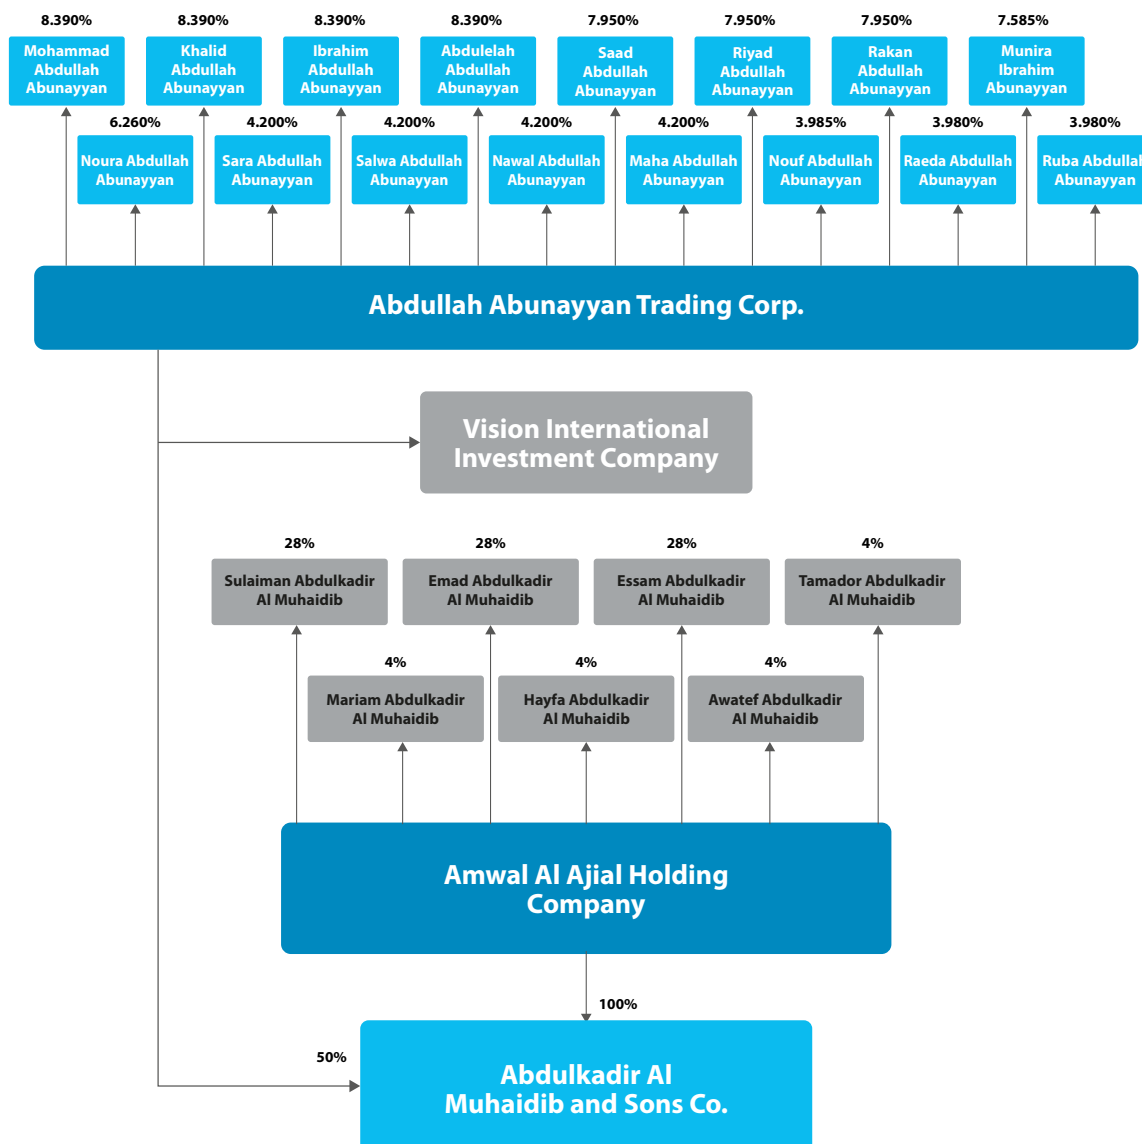 8.390%
8.390%
8.390%
8.390%
7.950%
7.950%
7.950%
7.585%
Mohammad
Abdullah
Abunayyan
Khalid
Abdullah
Abunayyan
Ibrahim
Abdullah
Abunayyan
Abdulelah
Abdullah
Abunayyan
Saad
Abdullah
Abunayyan
Riyad
Abdullah
Abunayyan
Rakan
Abdullah
Abunayyan
Munira
Ibrahim
Abunayyan
6.260%
4.200%
4.200%
4.200%
4.200%
3.985%
3.980%
3.980%
Noura Abdullah
Abunayyan
Sara Abdullah
Abunayyan
Salwa Abdullah
Abunayyan
Nawal Abdullah
Abunayyan
Maha Abdullah
Abunayyan
Nouf Abdullah
Abunayyan
Raeda Abdullah
Abunayyan
Ruba Abdullah
Abunayyan
Abdullah Abunayyan Trading Corp.
Vision International
Investment Company
28%
28%
28%
4%
Sulaiman Abdulkadir
Al Muhaidib
Emad Abdulkadir
Al Muhaidib
Essam Abdulkadir
Al Muhaidib
Tamador Abdulkadir
Al Muhaidib
4%
4%
4%
Mariam Abdulkadir
Al Muhaidib
Hayfa Abdulkadir
Al Muhaidib
Awatef Abdulkadir
Al Muhaidib
Amwal Al Ajial Holding
Company
100%
50%
Abdulkadir Al
Muhaidib and Sons Co.